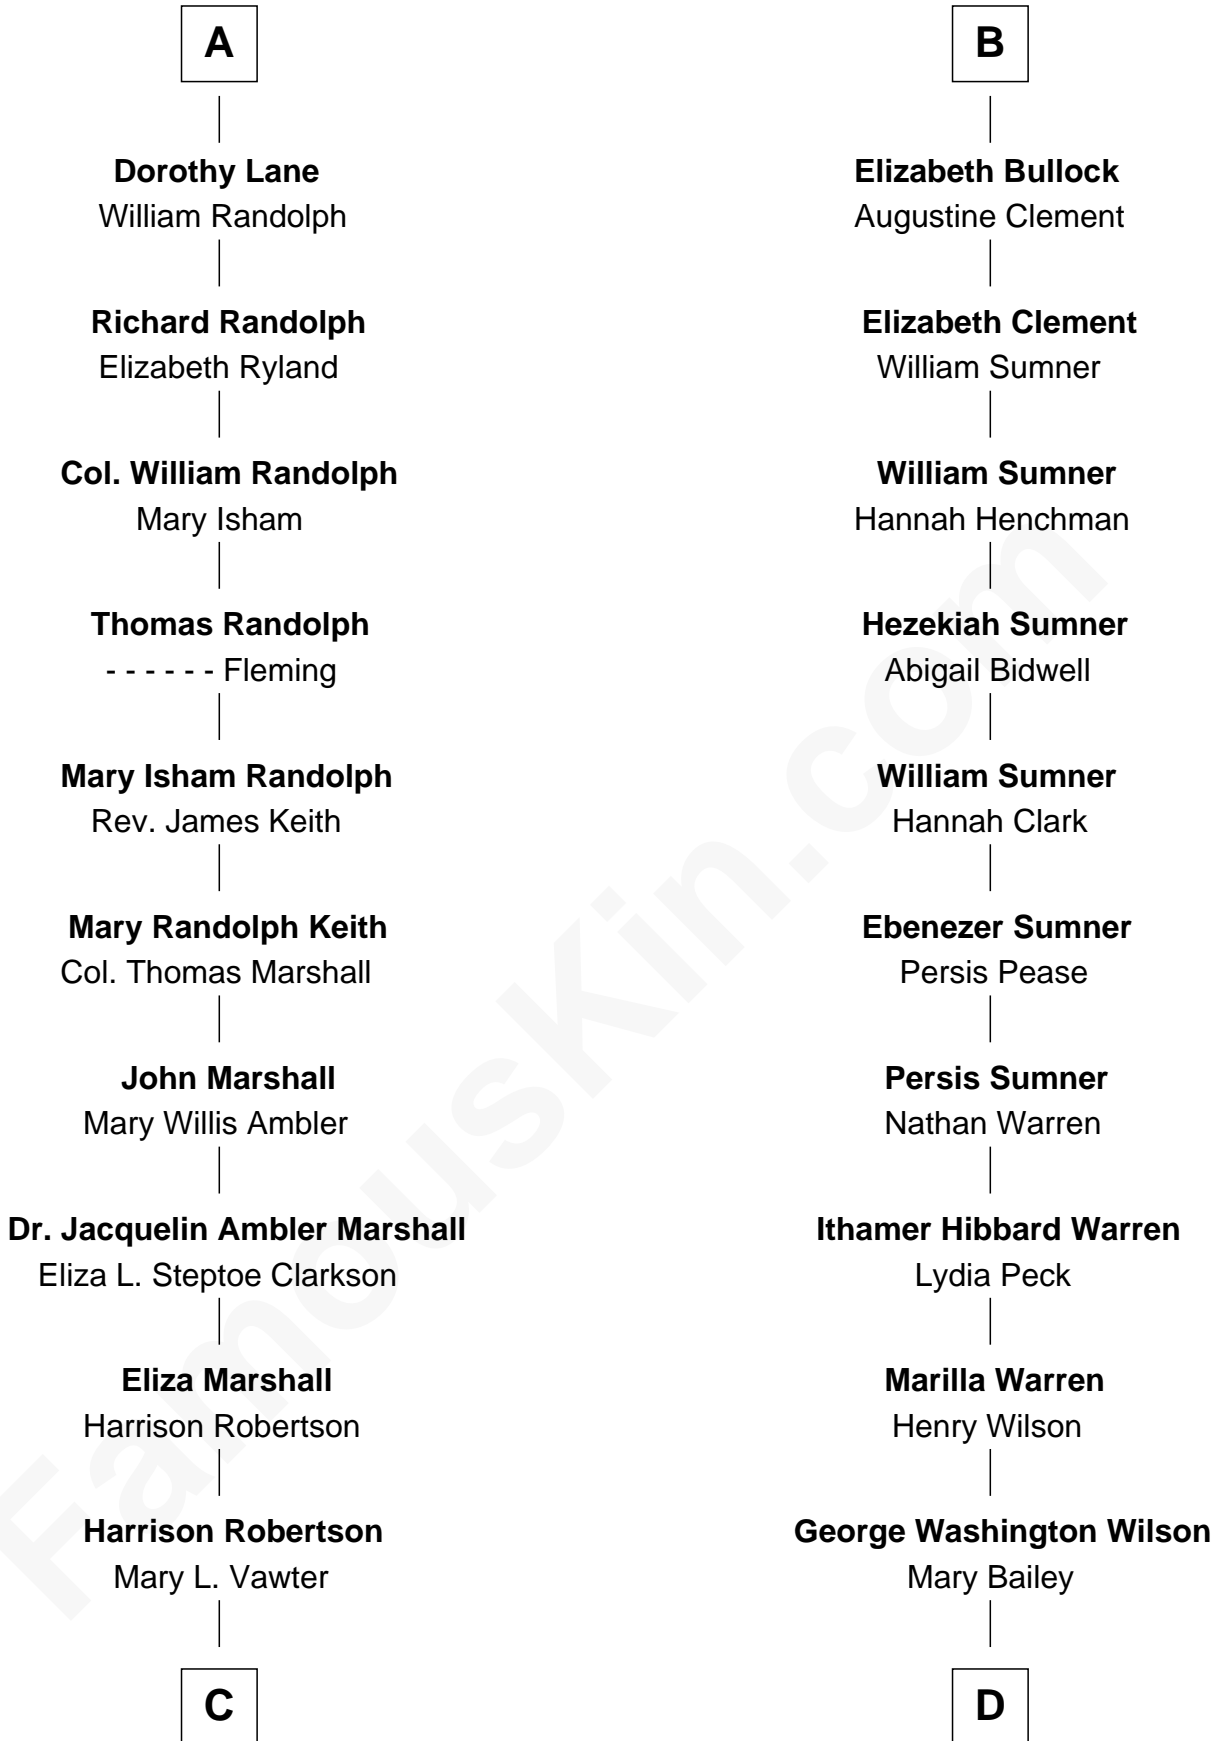 A
Dorothy Lane
William Randolph
Richard Randolph
Elizabeth Ryland
Col. William Randolph
Mary Isham
Thomas Randolph
- - - - - - Fleming
Mary Isham Randolph
Rev. James Keith
Mary Randolph Keith
Col. Thomas Marshall
John Marshall
Mary Willis Ambler
Dr. Jacquelin Ambler Marshall
Eliza L. Steptoe Clarkson
Eliza Marshall
Harrison Robertson
Harrison Robertson
Mary L. Vawter
C
B
Elizabeth Bullock
Augustine Clement
Elizabeth Clement
William Sumner
William Sumner
Hannah Henchman
Hezekiah Sumner
Abigail Bidwell
William Sumner
Hannah Clark
Ebenezer Sumner
Persis Pease
Persis Sumner
Nathan Warren
Ithamer Hibbard Warren
Lydia Peck
Marilla Warren
Henry Wilson
George Washington Wilson
Mary Bailey
D
FamousKin.com